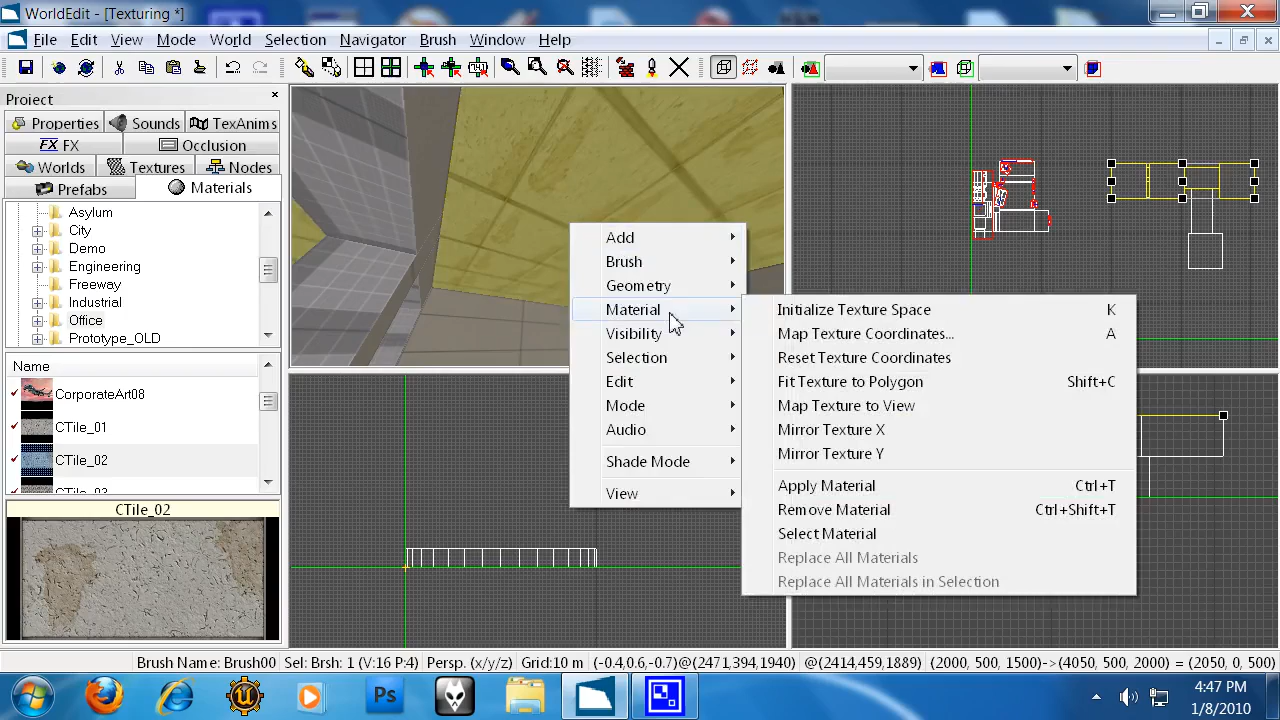 WorldEdit - [Texturing *]
File Edit View Mode World Selection Navigator Brush Window Help
Project
Properties Sounds TexAnims
FX FX Occlusion
Worlds Textures Nodes
Prefabs Materials
Asylum
City
Demo
Engineering
Freeway
Industrial
Office
Prototype_OLD
Name
CorporateArt06
CTile_01
CTile_02
CTile_02
Add
Brush
Geometry
Material
Visibility
Selection
Edit
Mode
Audio
Shade Mode
View
Initialize Texture Space K
Map Texture Coordinates... A
Reset Texture Coordinates
Fit Texture to Polygon Shift+C
Map Texture to View
Mirror Texture X
Mirror Texture Y
Apply Material Ctrl+T
Remove Material Ctrl+Shift+T
Select Material
Replace All Materials
Replace All Materials in Selection
Brush Name: Brush00 Sel: Brsh: 1 (V:16 P:4) Persp. (x/y/z) Grid:10 m (-0.4,0.6,-0.7)@(2471,394,1940) @(2414,459,1889) (2000, 500, 1500)->(4050, 500, 2000) = (2050, 0, 500)
Ps
4:47 PM
1/8/2010